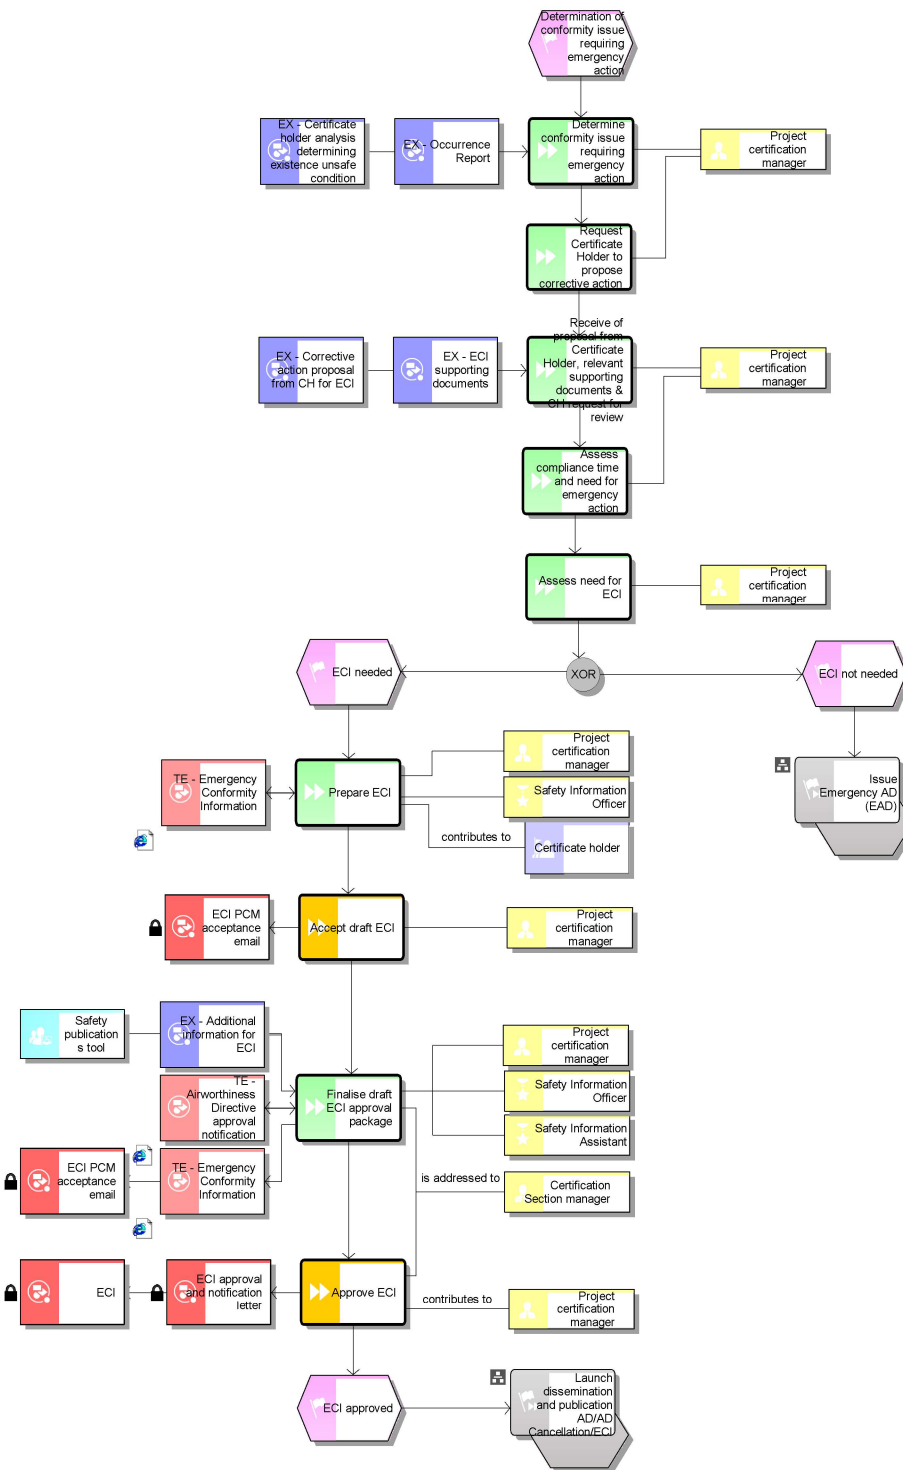 Determination of
conformity issue
requiring
emergency
action
EX - Certificate
holder analysis
determining
existence unsafe
condition
EX - Occurrence
Report
Determine
conformity issue
requiring
emergency
action
Project
certification
manager
Request
Certificate
Holder to
propose
corrective action
EX - Corrective
action proposal
from CH for ECI
EX - ECI
supporting
documents
Receive of
proposal from
Certificate
Holder, relevant
supporting
documents &
CH request for
review
Project
certification
manager
Assess
compliance time
and need for
emergency
action
Assess need for
ECI
Project
certification
manager
XOR
ECI needed
ECI not needed
Issue
Emergency AD
(EAD)
TE - Emergency
Conformity
Information
Prepare ECI
Project
certification
manager
Safety Information
Officer
contributes to
Certificate holder
ECI PCM
acceptance
email
Accept draft ECI
Project
certification
manager
Safety
publication
s tool
EX - Additional
information for
ECI
TE -
Airworthiness
Directive
approval
notification
Finalise draft
ECI approval
package
Project
certification
manager
Safety Information
Officer
Safety Information
Assistant
ECI PCM
acceptance
email
TE - Emergency
Conformity
Information
is addressed to
Certification
Section manager
ECI
ECI approval
and notification
letter
Approve ECI
contributes to
Project
certification
manager
ECI approved
Launch
dissemination
and publication
AD/AD
Cancellation/ECI